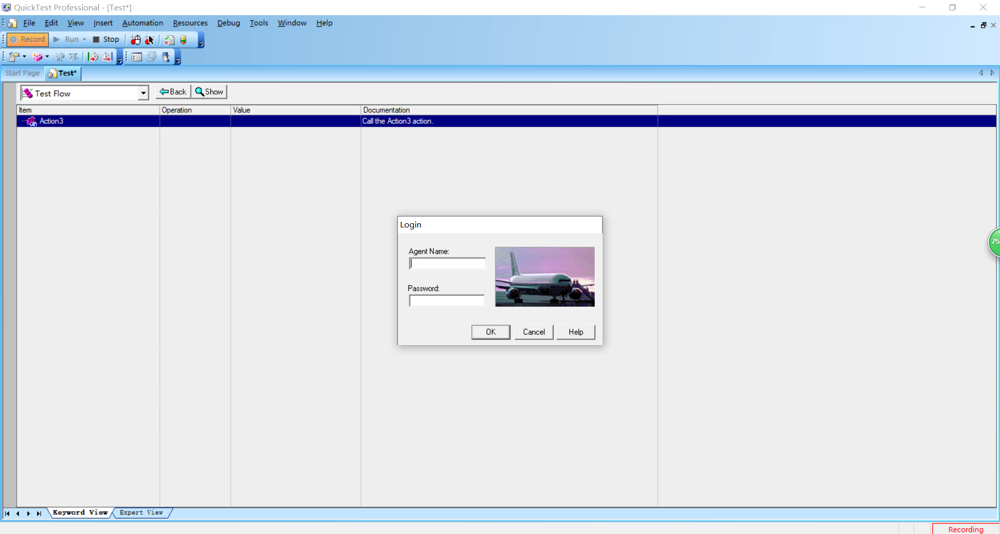 QuickTest Professional - [Test*]
File Edit View Insert Automation Resources Debug Tools Window Help
Record Run Stop
Start Page Test*
Test Flow Back Show
Item Operation Value Documentation
Action3 Call the Action3 action.
Login
Agent Name:
75
Password:
OK Cancel Help
Keyword View Expert View
Recording